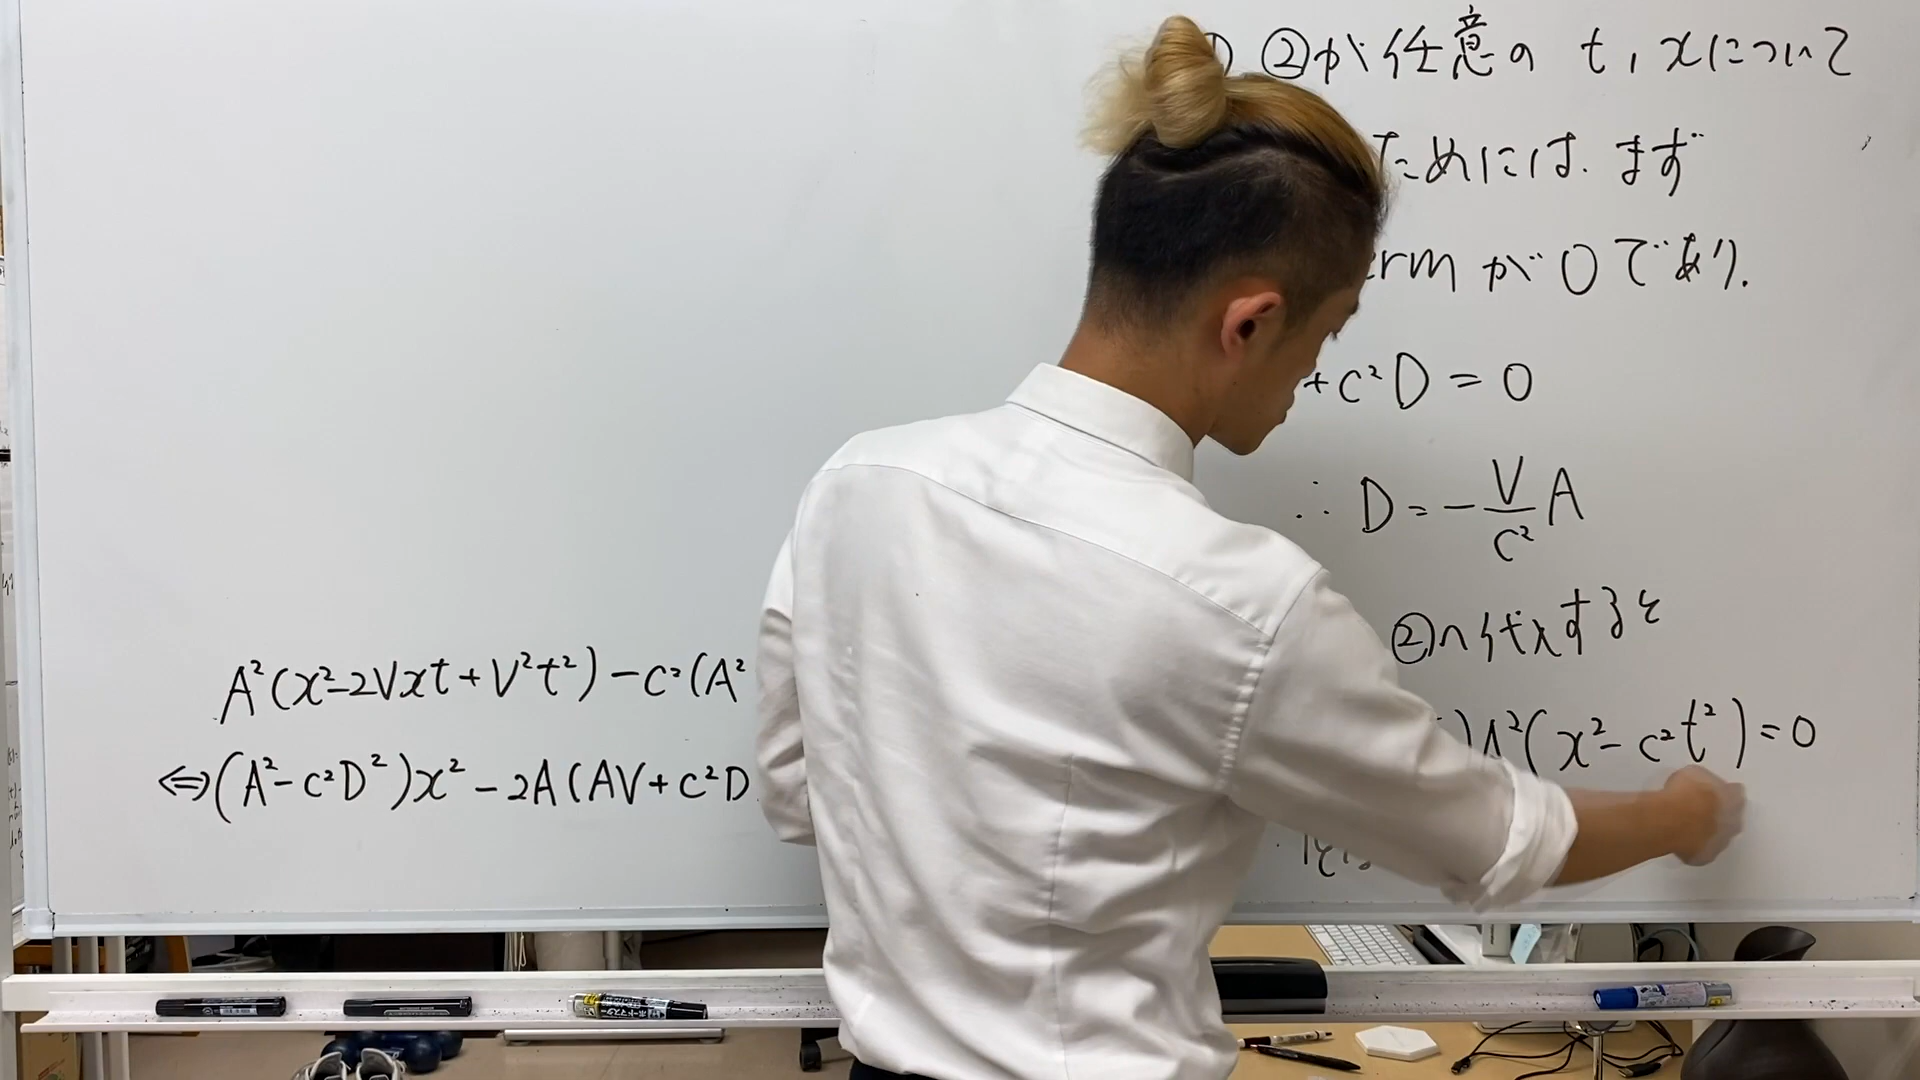 A²(x²-2Vxt+V²t²)-c²(A²
⇔(A²-c²D²)x²-2A(AV+c²D
②が任意の t, xについて
ためには、まず
erm が0であり、
+c²D=0
∴ D=-V/c² A
②へ代入すると
)A²(x²-c²t²)=0